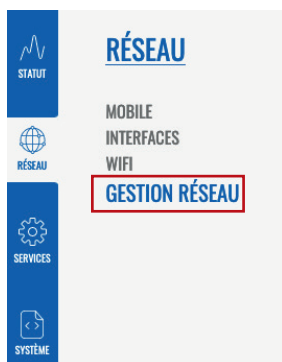 STATUT
RÉSEAU
SERVICES
SYSTÈME
RÉSEAU
MOBILE
INTERFACES
WIFI
GESTION RÉSEAU